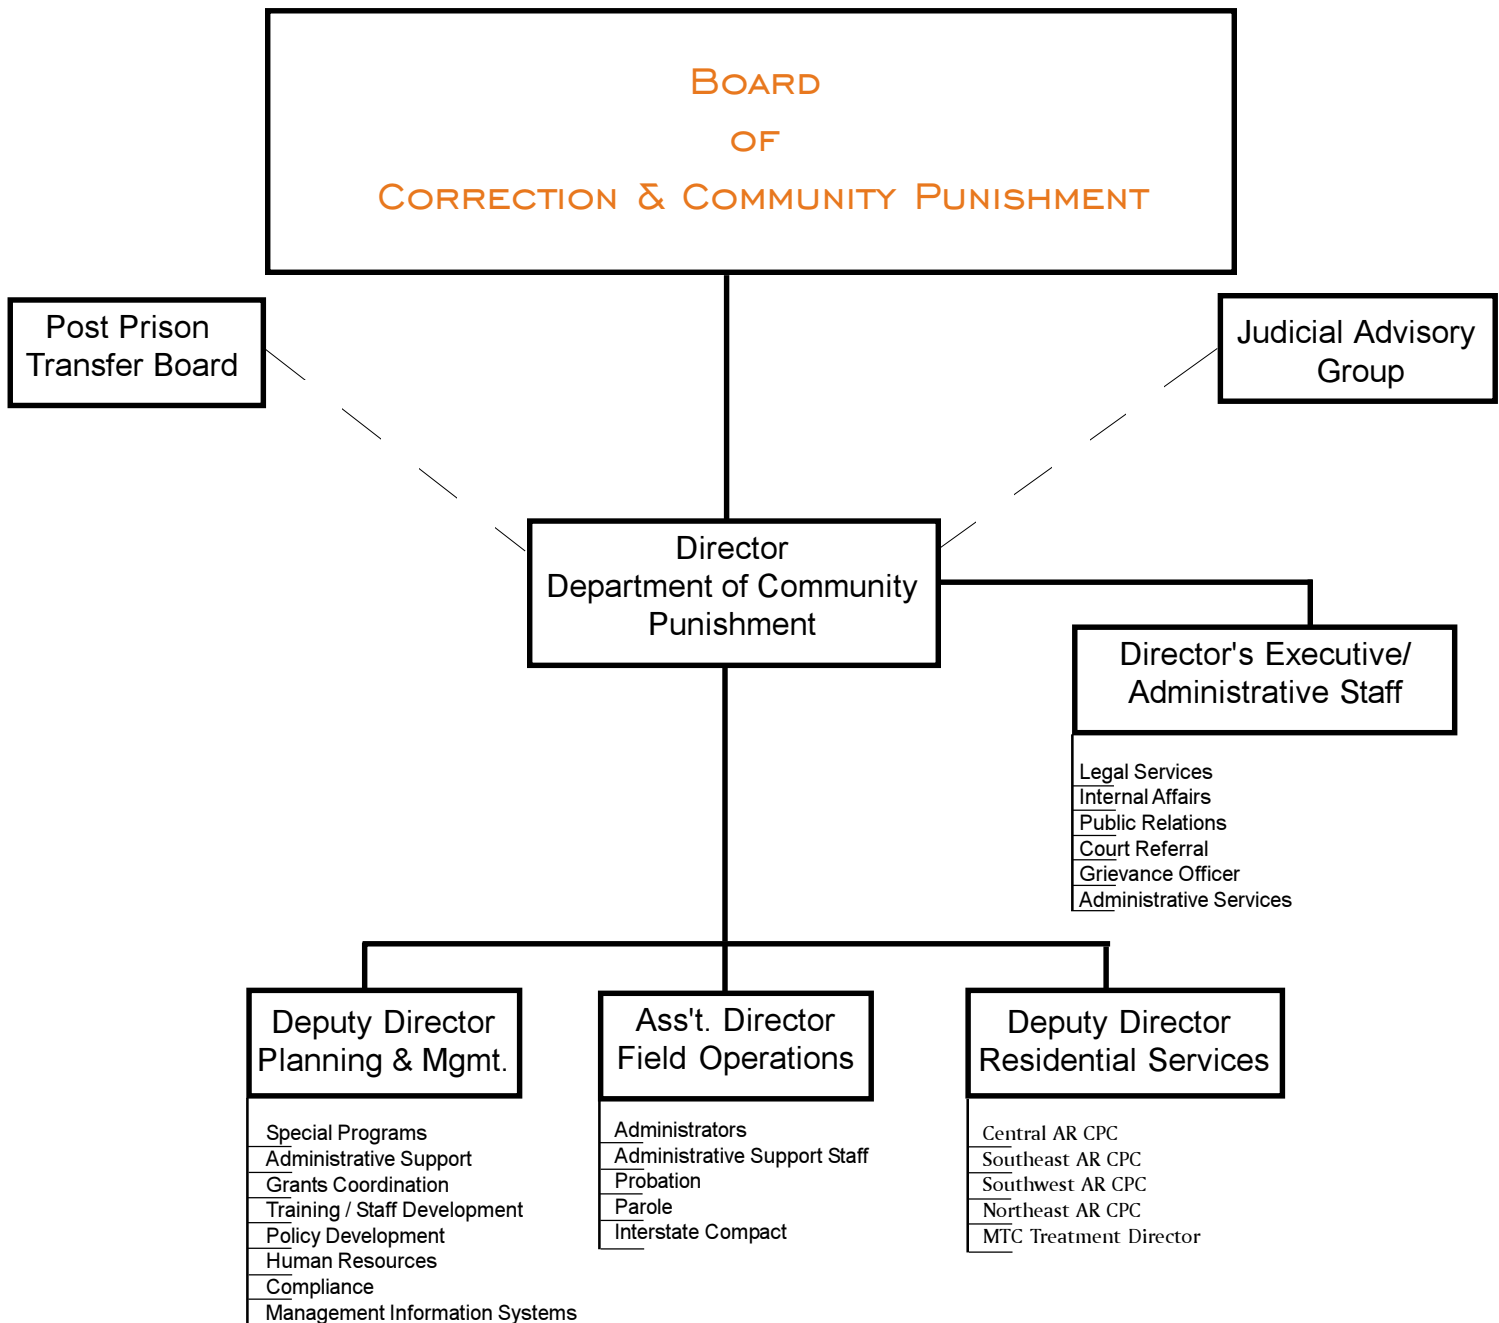 Board
of
Correction & Community Punishment
Post Prison
Transfer Board
Judicial Advisory
Group
Director
Department of Community
Punishment
Director's Executive/
Administrative Staff
Legal Services
Internal Affairs
Public Relations
Court Referral
Grievance Officer
Administrative Services
Deputy Director
Planning & Mgmt.
Special Programs
Administrative Support
Grants Coordination
Training / Staff Development
Policy Development
Human Resources
Compliance
Management Information Systems
Ass't. Director
Field Operations
Administrators
Administrative Support Staff
Probation
Parole
Interstate Compact
Deputy Director
Residential Services
Central AR CPC
Southeast AR CPC
Southwest AR CPC
Northeast AR CPC
MTC Treatment Director